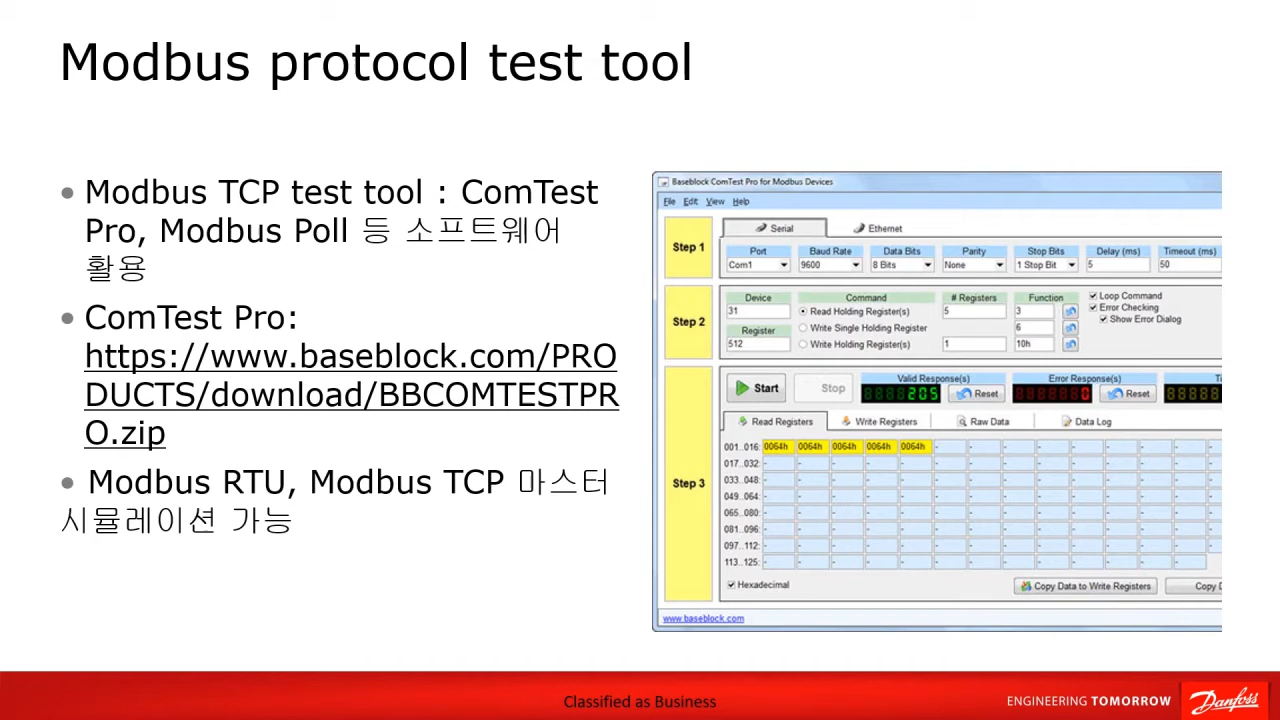 Modbus protocol test tool
• Modbus TCP test tool : ComTest
Pro, Modbus Poll 등 소프트웨어
활용
• ComTest Pro:
https://www.baseblock.com/PRO
DUCTS/download/BBCOMTESTPR
O.zip
• Modbus RTU, Modbus TCP 마스터
시뮬레이션 가능
Baseblock ComTest Pro for Modbus Devices
File Edit View Help
Step 1
Serial Ethernet
Port Baud Rate Data Bits Parity Stop Bits Delay (ms) Timeout (ms)
Com1 9600 8 Bits None 1 Stop Bit 5 50
Step 2
Device Command # Registers Function
31 Read Holding Register(s) 5 3
Loop Command
Error Checking
Show Error Dialog
Register Write Single Holding Register 6
512 Write Holding Register(s) 1 10h
Step 3
Start Stop
Valid Response(s) Error Response(s)
205 Reset 0 Reset
Read Registers Write Registers Raw Data Data Log
001..016: 0064h 0064h 0064h 0064h 0064h - - - - - - - -
017..032: - - - - - - - - - - - - -
033..048: - - - - - - - - - - - - -
049..064: - - - - - - - - - - - - -
065..080: - - - - - - - - - - - - -
081..096: - - - - - - - - - - - - -
097..112: - - - - - - - - - - - - -
113..125: - - - - - - - - - - - - -
Hexadecimal
Copy Data to Write Registers Copy
www.baseblock.com
Classified as Business
ENGINEERING TOMORROW
Danfoss